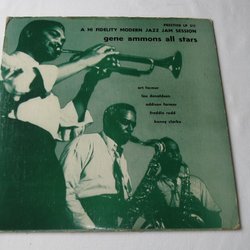 PRESTIGE LP 211
A HI FIDELITY MODERN JAZZ JAM SESSION
gene ammons all stars
art farmer
lou donaldson
addison farmer
freddie redd
kenny clarke